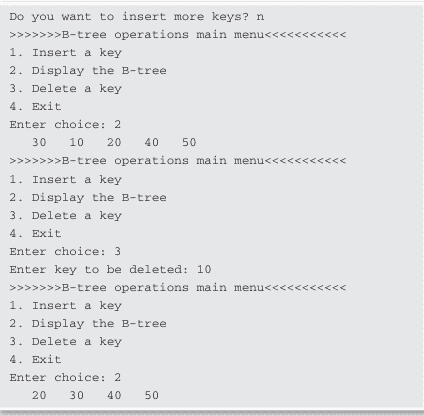 Do you want to insert more keys? n
>>>>>>>B-tree operations main menu<<<<<<<<<<<
1. Insert a key
2. Display the B-tree
3. Delete a key
4. Exit
Enter choice: 2
30 10 20 40 50
>>>>>>>B-tree operations main menu<<<<<<<<<<<
1. Insert a key
2. Display the B-tree
3. Delete a key
4. Exit
Enter choice: 3
Enter key to be deleted: 10
>>>>>>>B-tree operations main menu<<<<<<<<<<<
1. Insert a key
2. Display the B-tree
3. Delete a key
4. Exit
Enter choice: 2
20 30 40 50